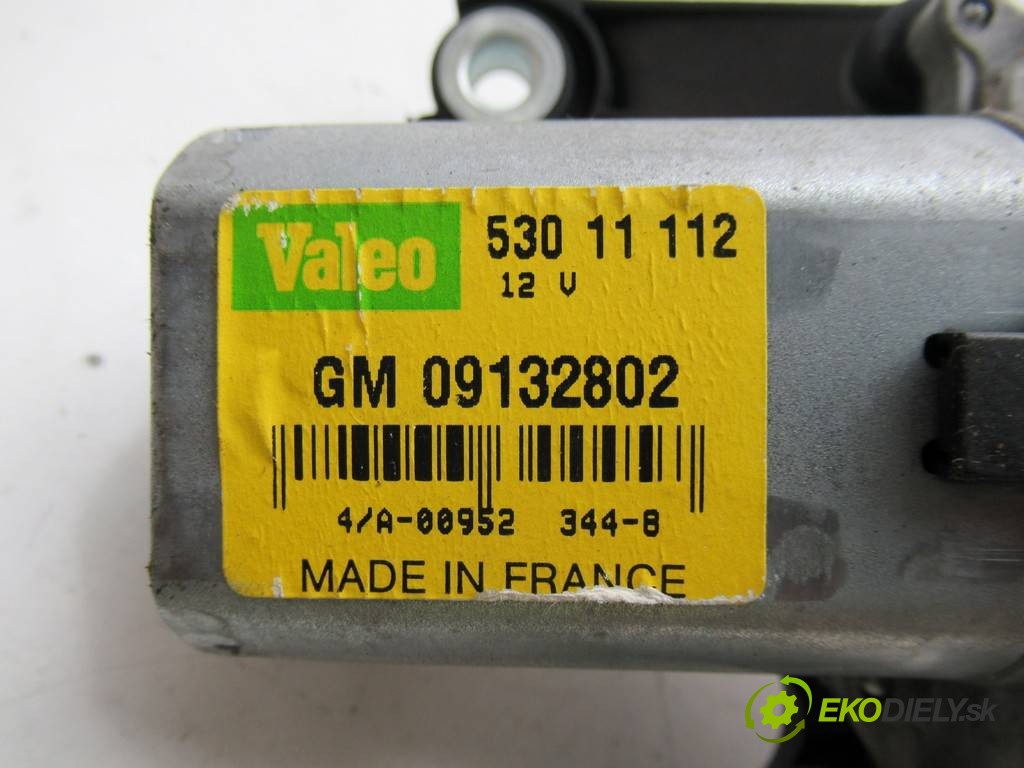 Valeo 530 11 112
12 V
GM 09132802
4/A-00952 344-8
MADE IN FRANCE
EKODIELY.sk